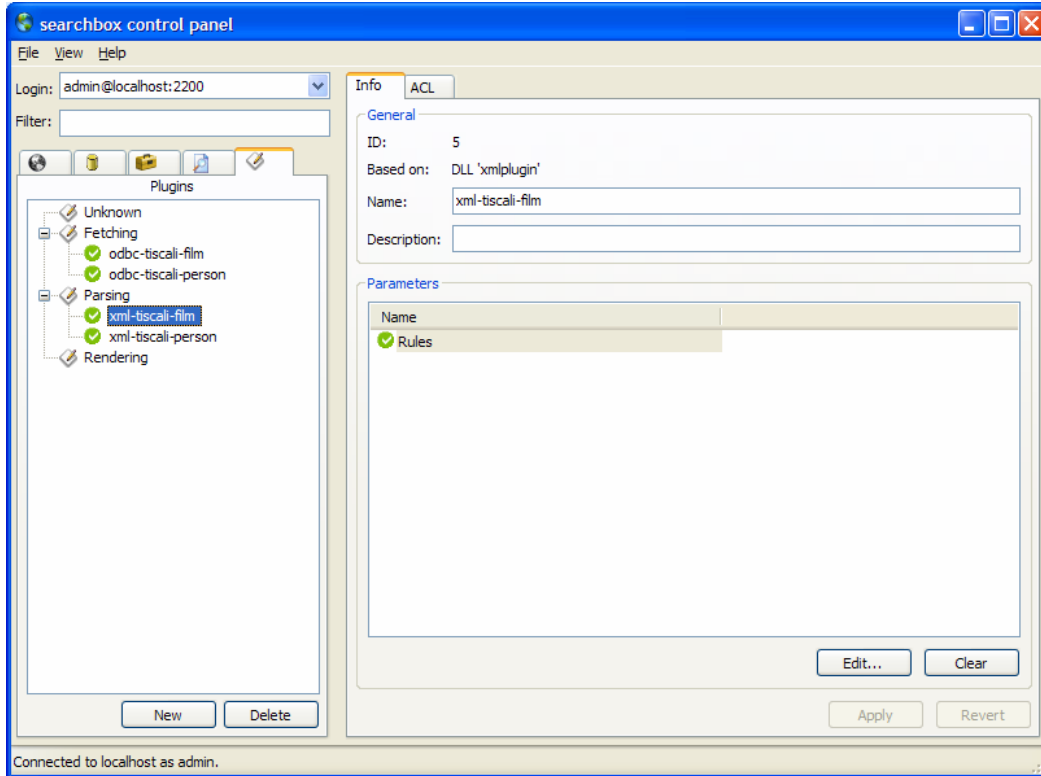 searchbox control panel
File View Help
Login: admin@localhost:2200
Filter:
Plugins
Unknown
Fetching
odbc-tiscali-film
odbc-tiscali-person
Parsing
xml-tiscali-film
xml-tiscali-person
Rendering
New Delete
Info ACL
General
ID: 5
Based on: DLL 'xmlplugin'
Name: xml-tiscali-film
Description:
Parameters
Name
Rules
Edit... Clear
Apply Revert
Connected to localhost as admin.